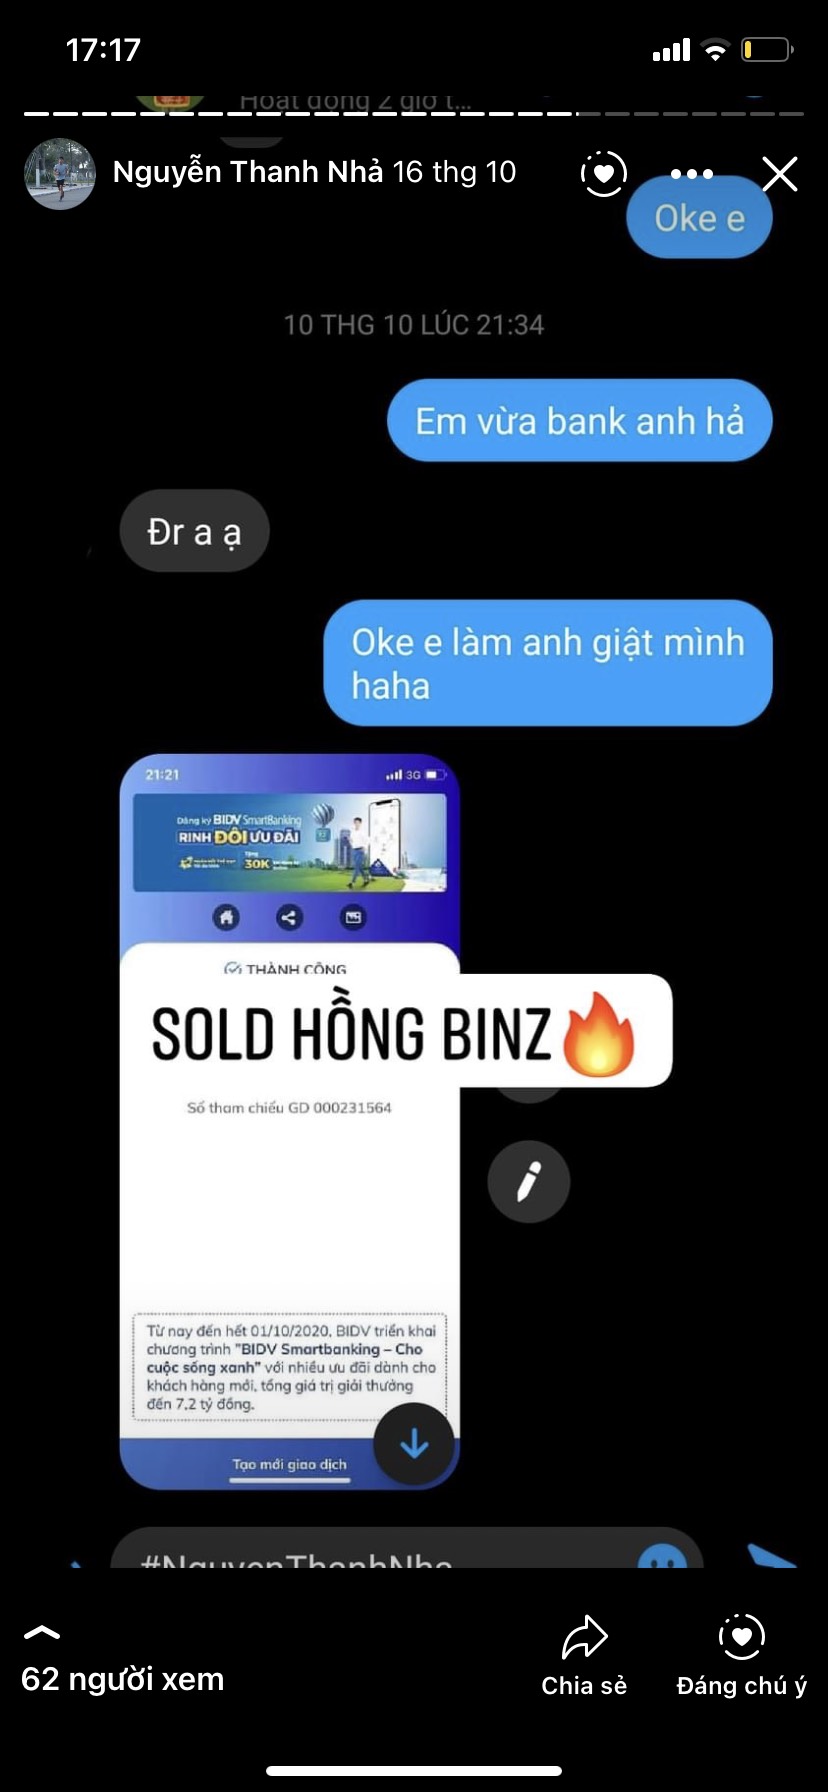 17:17
Hoạt động 2 giờ t...
Nguyễn Thanh Nhả 16 thg 10
Oke e
10 THG 10 LÚC 21:34
Em vừa bank anh hả
Đr a ạ
Oke e làm anh giật mình
haha
21:21
3G
Đăng ký BIDV SmartBanking
RINH ĐÔI ƯU ĐÃI
Tặng
30K
THÀNH CÔNG
SOLD HỒNG BINZ🔥
Số tham chiếu GD 000231564
Từ nay đến hết 01/10/2020, BIDV triển khai
chương trình "BIDV Smartbanking – Cho
cuộc sống xanh" với nhiều ưu đãi dành cho
khách hàng mới, tổng giá trị giải thưởng
đến 7,2 tỷ đồng.
Tạo mới giao dịch
#NguyenThanhNha
62 người xem
Chia sẻ
Đáng chú ý